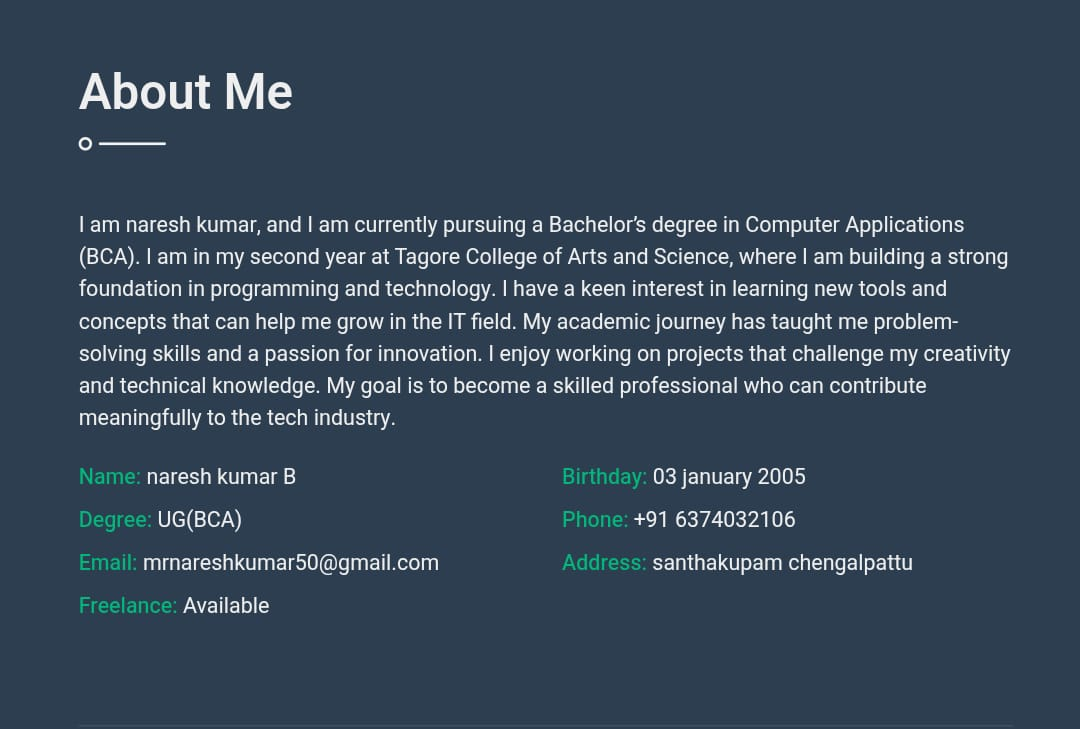 About Me
I am naresh kumar, and I am currently pursuing a Bachelor's degree in Computer Applications
(BCA). I am in my second year at Tagore College of Arts and Science, where I am building a strong
foundation in programming and technology. I have a keen interest in learning new tools and
concepts that can help me grow in the IT field. My academic journey has taught me problem-
solving skills and a passion for innovation. I enjoy working on projects that challenge my creativity
and technical knowledge. My goal is to become a skilled professional who can contribute
meaningfully to the tech industry.
Name: naresh kumar B
Birthday: 03 january 2005
Degree: UG(BCA)
Phone: +91 6374032106
Email: mrnareshkumar50@gmail.com
Address: santhakupam chengalpattu
Freelance: Available